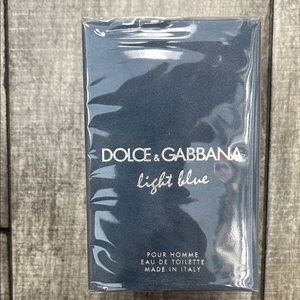 DOLCE & GABBANA
light blue
POUR HOMME
EAU DE TOILETTE
MADE IN ITALY